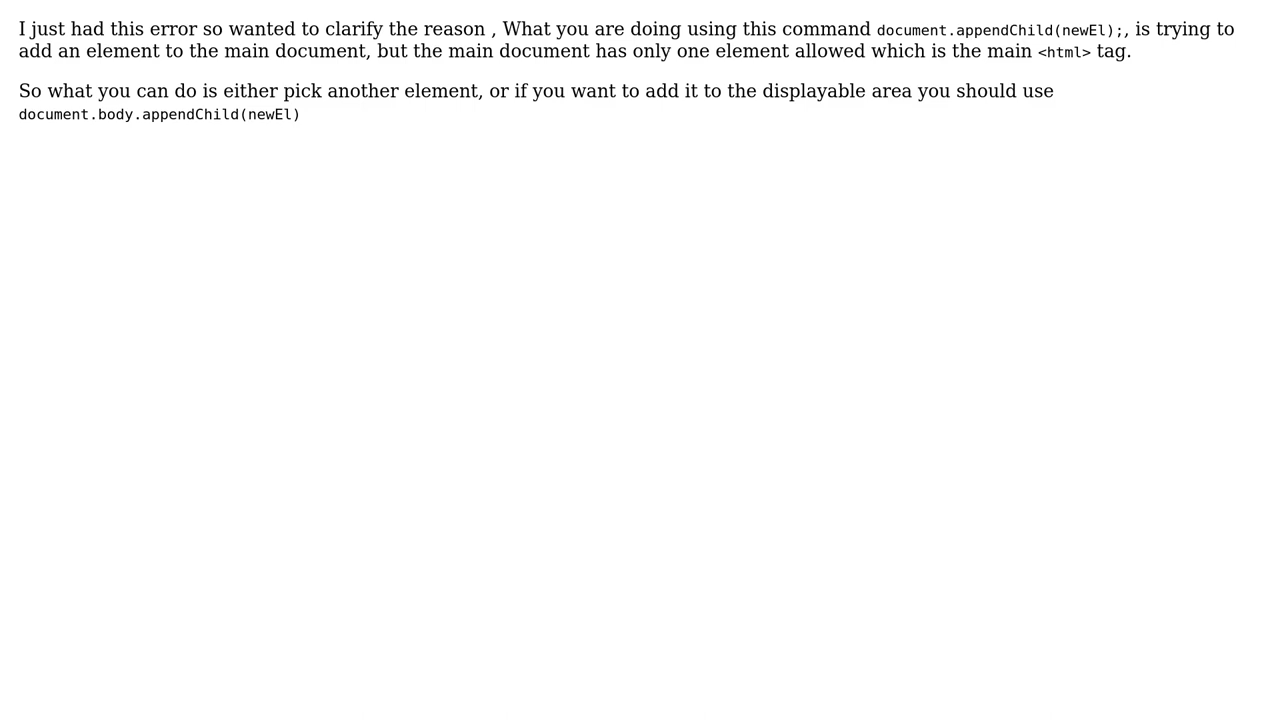 I just had this error so wanted to clarify the reason , What you are doing using this command document.appendChild(newEl);, is trying to
add an element to the main document, but the main document has only one element allowed which is the main <html> tag.
So what you can do is either pick another element, or if you want to add it to the displayable area you should use
document.body.appendChild(newEl)